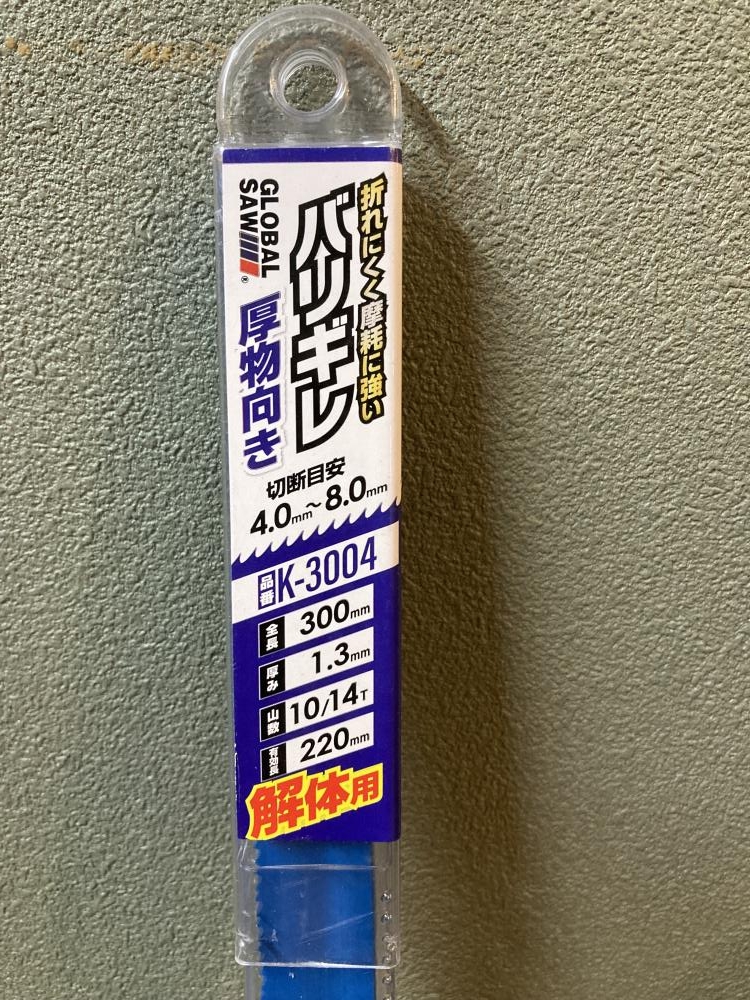 折れにくく摩耗に強い
バリギレ
GLOBAL
SAW®
厚物向き
切断目安
4.0mm~8.0mm
品番 K-3004
全長 300mm
厚み 1.3mm
山数 10/14T
有効長 220mm
解体用